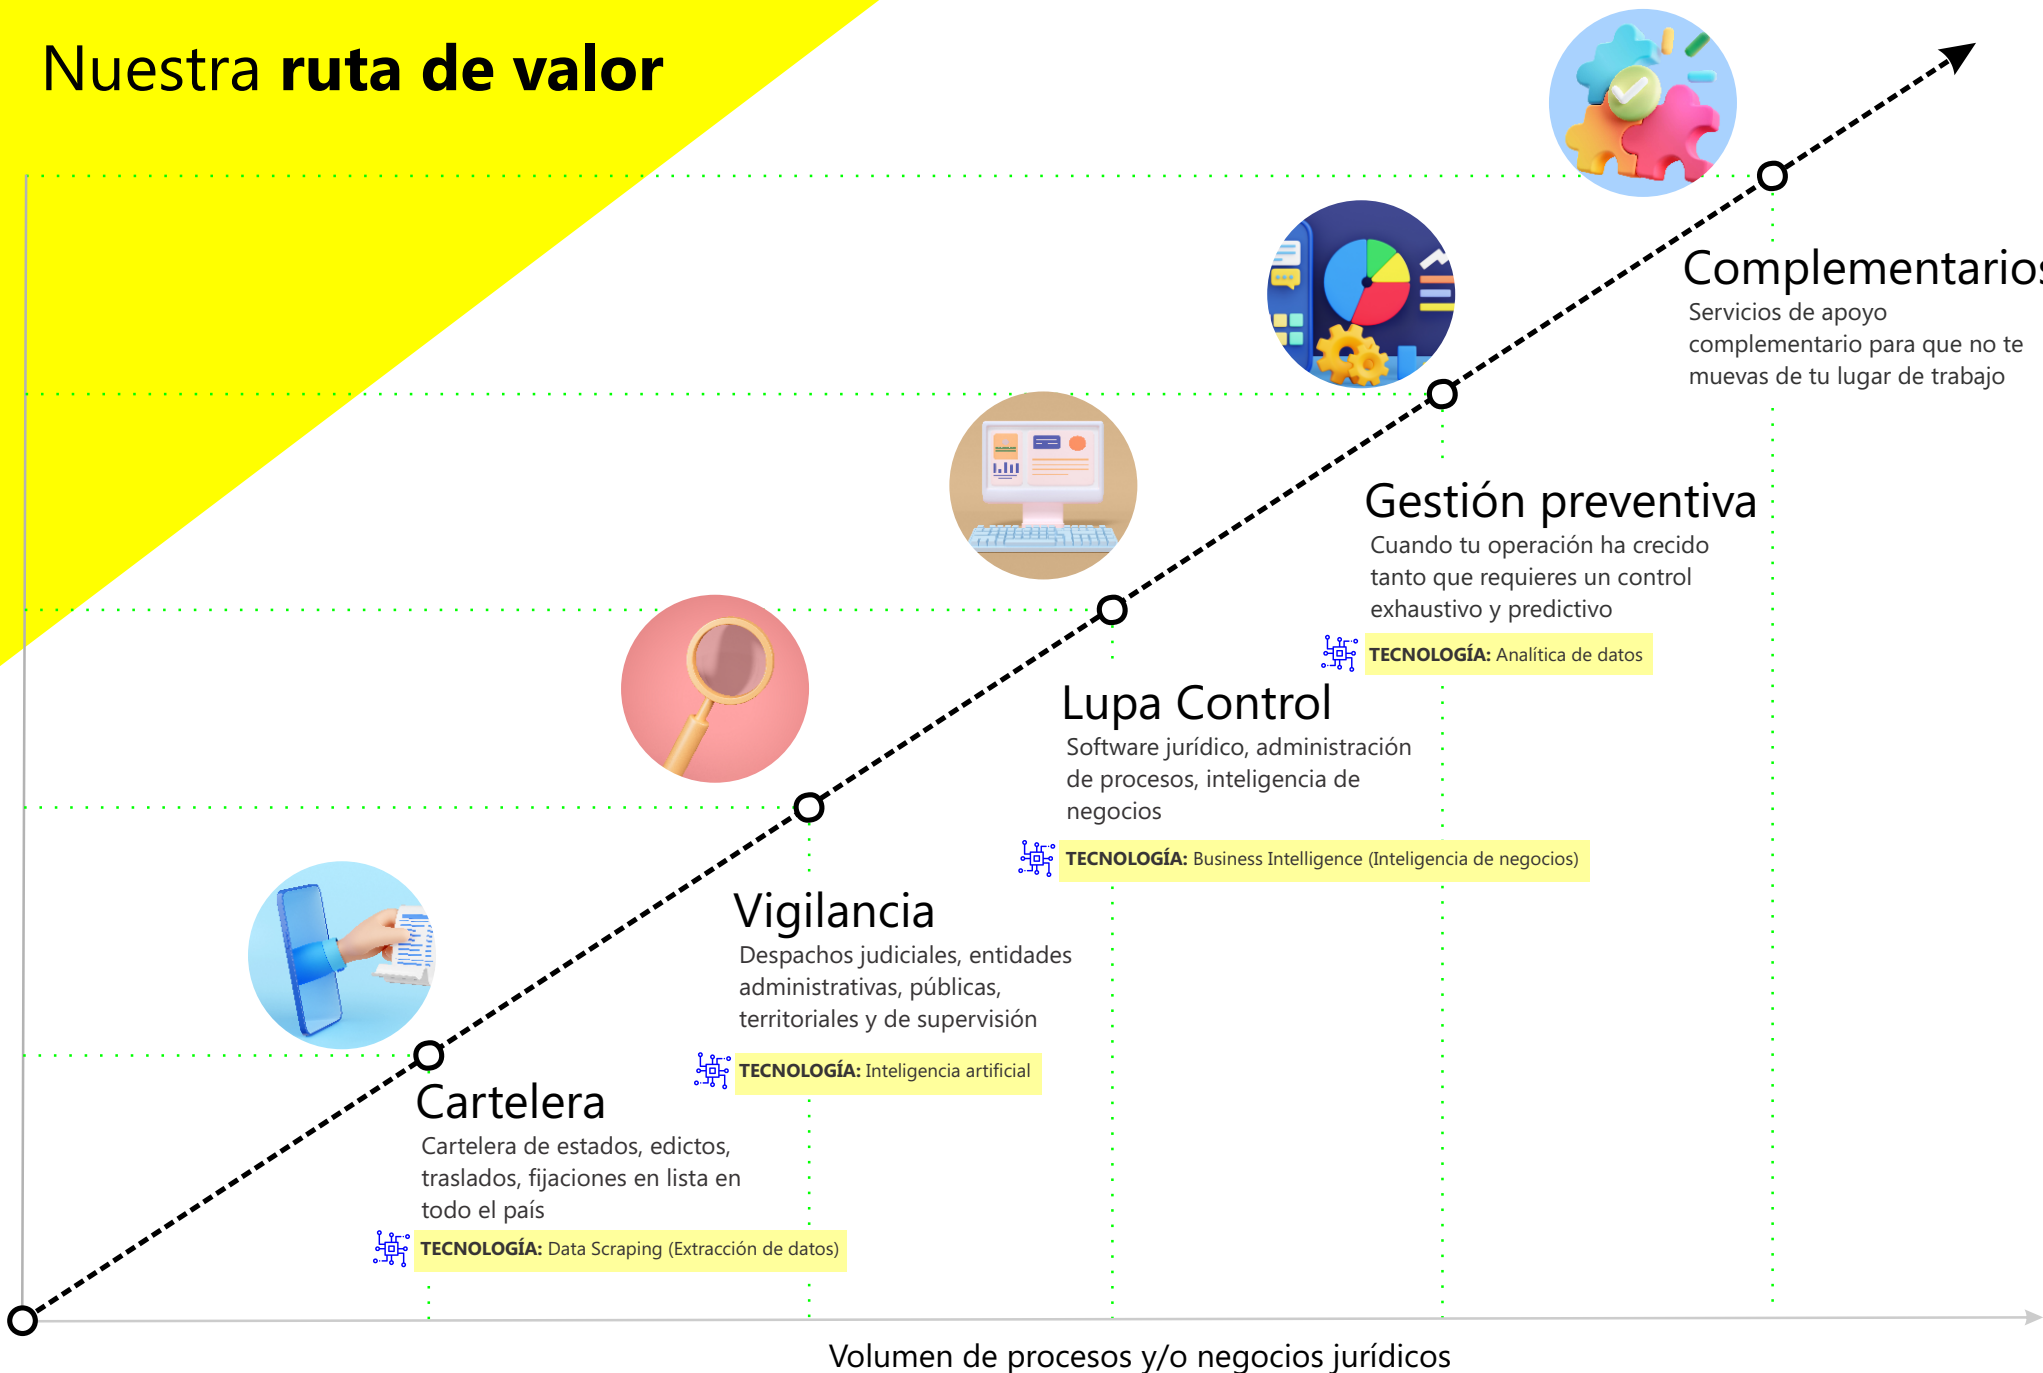 Nuestra ruta de valor
Complementarios
Servicios de apoyo
complementario para que no te
muevas de tu lugar de trabajo
Gestión preventiva
Cuando tu operación ha crecido
tanto que requieres un control
exhaustivo y predictivo
TECNOLOGÍA: Analítica de datos
Lupa Control
Software jurídico, administración
de procesos, inteligencia de
negocios
TECNOLOGÍA: Business Intelligence (Inteligencia de negocios)
Vigilancia
Despachos judiciales, entidades
administrativas, públicas,
territoriales y de supervisión
TECNOLOGÍA: Inteligencia artificial
Cartelera
Cartelera de estados, edictos,
traslados, fijaciones en lista en
todo el país
TECNOLOGÍA: Data Scraping (Extracción de datos)
Volumen de procesos y/o negocios jurídicos